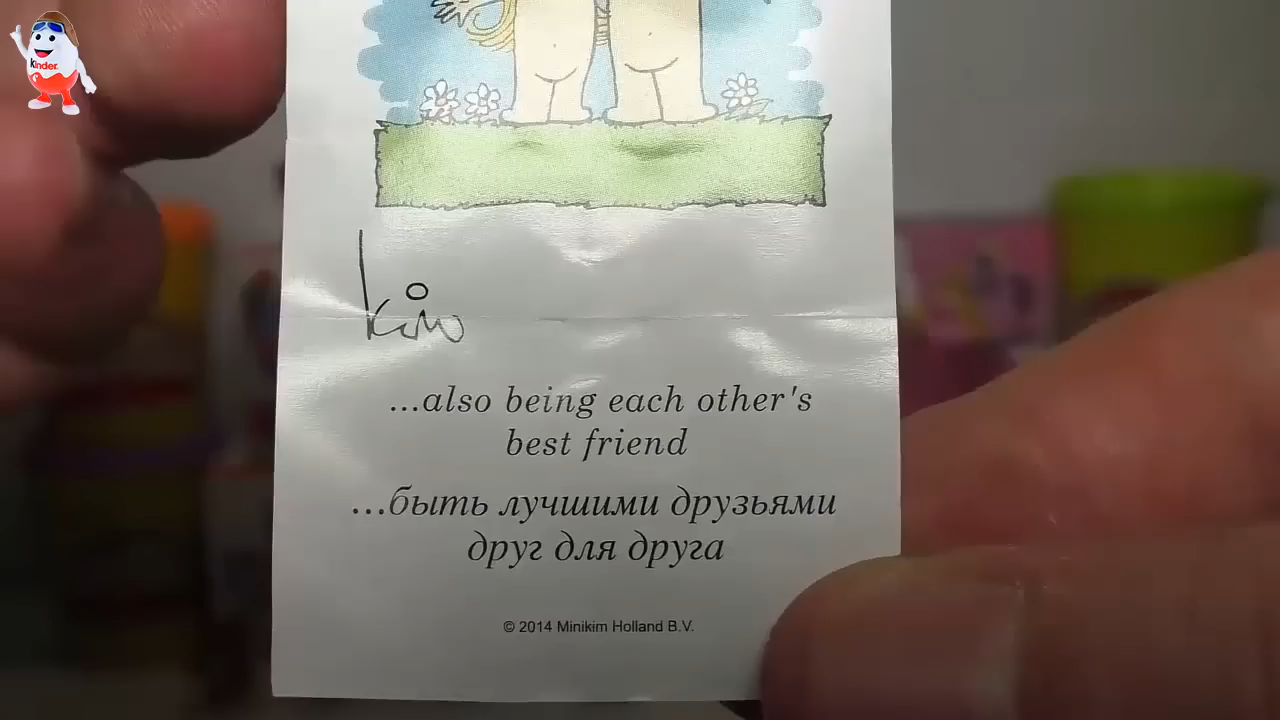 kinder
kim
...also being each other's
best friend
...быть лучшими друзьями
друг для друга
© 2014 Minikim Holland B.V.